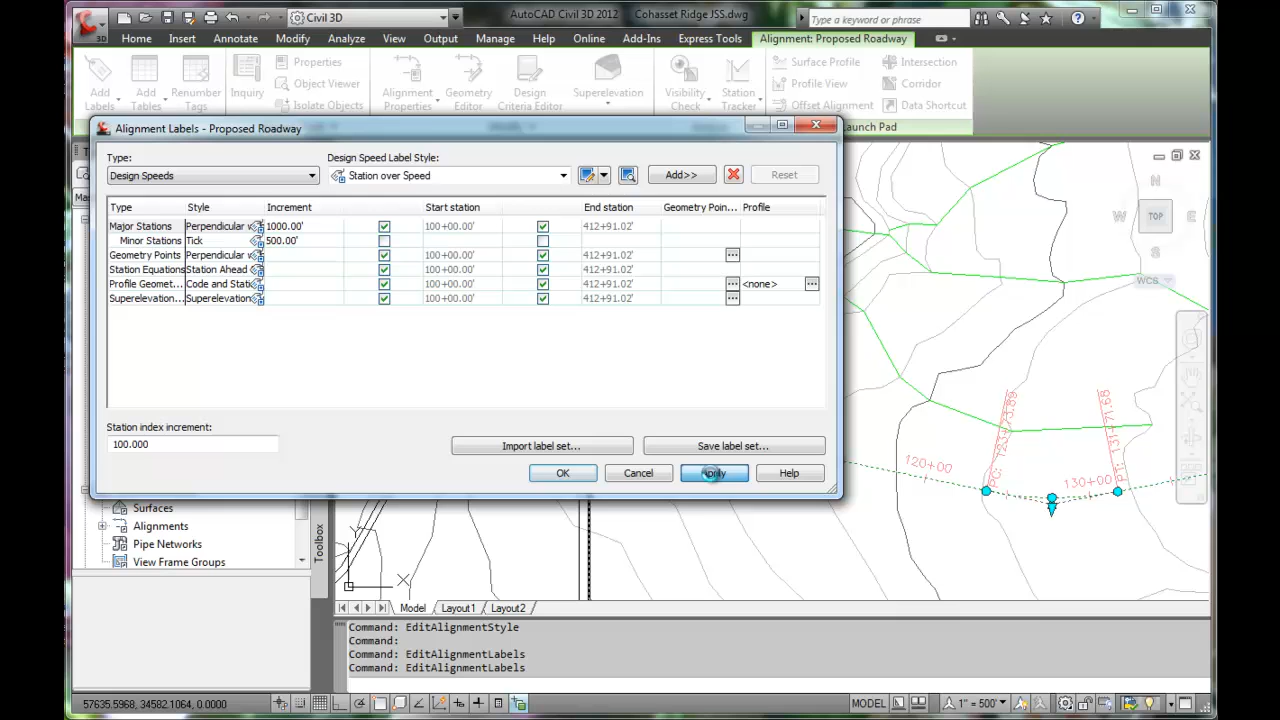 Civil 3D
AutoCAD Civil 3D 2012 Cohasset Ridge JSS.dwg
Type a keyword or phrase
3D
Home Insert Annotate Modify Analyze View Output Manage Help Online Add-Ins Express Tools Alignment: Proposed Roadway
Add Labels
Add Tables
Renumber Tags
Inquiry
Properties
Object Viewer
Isolate Objects
Alignment Properties
Geometry Editor
Design Criteria Editor
Superelevation
Visibility Check
Station Tracker
Surface Profile
Profile View
Offset Alignment
Intersection
Corridor
Data Shortcut
Launch Pad
Alignment Labels - Proposed Roadway
Type: Design Speed Label Style:
Design Speeds Station over Speed Add>> Reset
Type Style Increment Start station End station Geometry Poin... Profile
Major Stations Perpendicular 1000.00' 100+00.00' 412+91.02'
Minor Stations Tick 500.00'
Geometry Points Perpendicular 100+00.00' 412+91.02'
Station Equations Station Ahead 100+00.00' 412+91.02'
Profile Geomet... Code and Stati 100+00.00' 412+91.02' <none>
Superelevation... Superelevation 100+00.00' 412+91.02'
Station index increment:
100.000
Import label set... Save label set...
OK Cancel Apply Help
N
W TOP E
S
WCS
120+00
PC: 123+73.89
130+00
PT: 131+71.68
Surfaces
Alignments
Pipe Networks
View Frame Groups
Toolbox
Y
X
Model Layout1 Layout2
Command: EditAlignmentStyle
Command:
Command: EditAlignmentLabels
Command: EditAlignmentLabels
57635.5968, 34582.1064, 0.0000
MODEL 1" = 500'